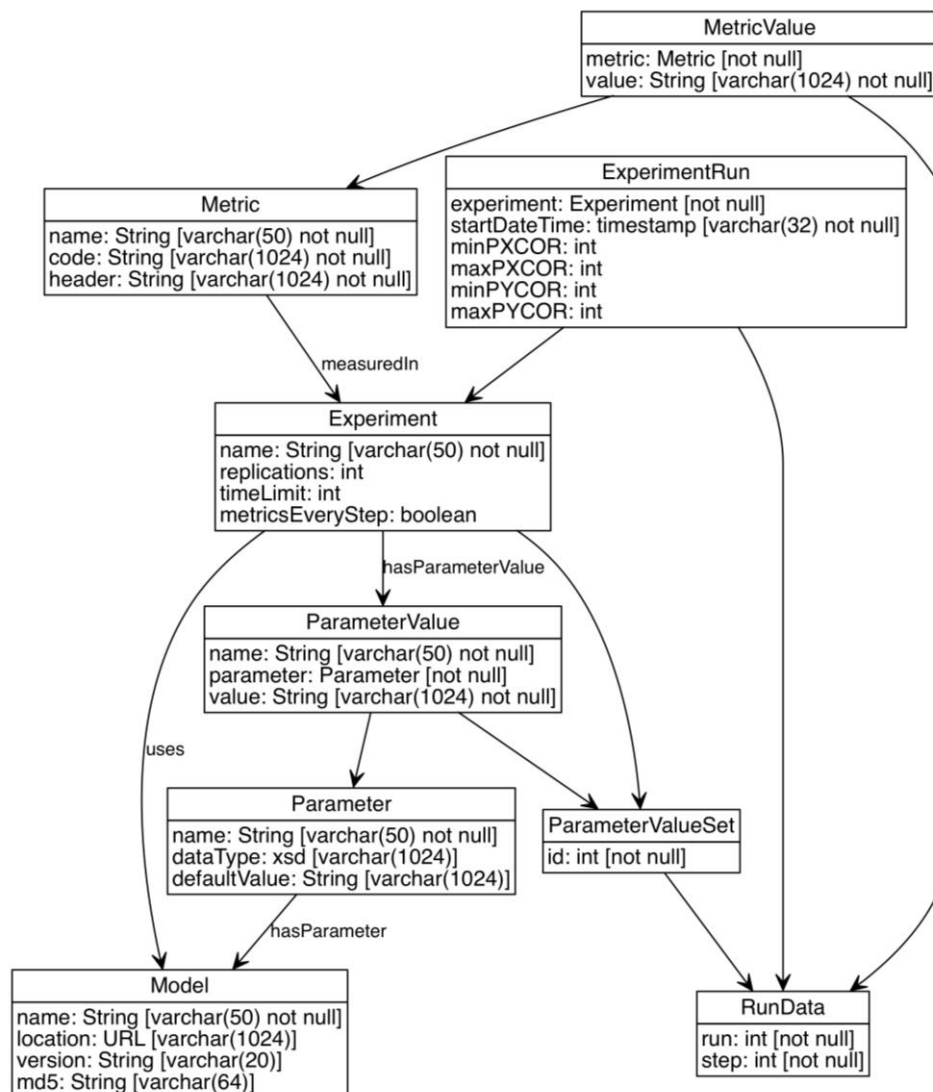 MetricValue
metric: Metric [not null]
value: String [varchar(1024) not null]
ExperimentRun
experiment: Experiment [not null]
startDateTime: timestamp [varchar(32) not null]
minPXCOR: int
maxPXCOR: int
minPYCOR: int
maxPYCOR: int
Metric
name: String [varchar(50) not null]
code: String [varchar(1024) not null]
header: String [varchar(1024) not null]
measuredIn
Experiment
name: String [varchar(50) not null]
replications: int
timeLimit: int
metricsEveryStep: boolean
hasParameterValue
ParameterValue
name: String [varchar(50) not null]
parameter: Parameter [not null]
value: String [varchar(1024) not null]
uses
Parameter
name: String [varchar(50) not null]
dataType: xsd [varchar(1024)]
defaultValue: String [varchar(1024)]
ParameterValueSet
id: int [not null]
hasParameter
Model
name: String [varchar(50) not null]
location: URL [varchar(1024)]
version: String [varchar(20)]
md5: String [varchar(64)]
RunData
run: int [not null]
step: int [not null]